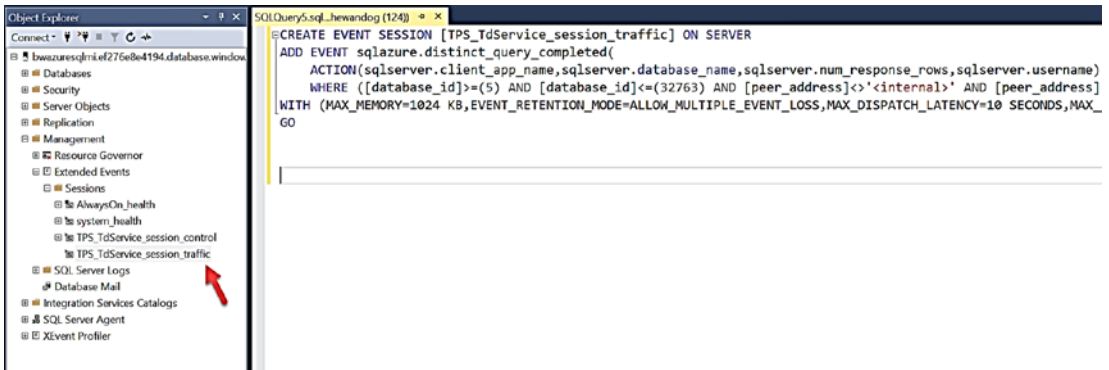 Object Explorer
Connect
bwazuresqlmi.ef276e8e4194.database.window.
Databases
Security
Server Objects
Replication
Management
Resource Governor
Extended Events
Sessions
AlwaysOn_health
system_health
TPS_TdService_session_control
TPS_TdService_session_traffic
SQL Server Logs
Database Mail
Integration Services Catalogs
SQL Server Agent
XEvent Profiler
SQLQuery5.sql...hewandog (124))
CREATE EVENT SESSION [TPS_TdService_session_traffic] ON SERVER
ADD EVENT sqlazure.distinct_query_completed(
ACTION(sqlserver.client_app_name,sqlserver.database_name,sqlserver.num_response_rows,sqlserver.username)
WHERE ([database_id]>=(5) AND [database_id]<=(32763) AND [peer_address]<>'<internal>' AND [peer_address]
WITH (MAX_MEMORY=1024 KB,EVENT_RETENTION_MODE=ALLOW_MULTIPLE_EVENT_LOSS,MAX_DISPATCH_LATENCY=10 SECONDS,MAX_
GO